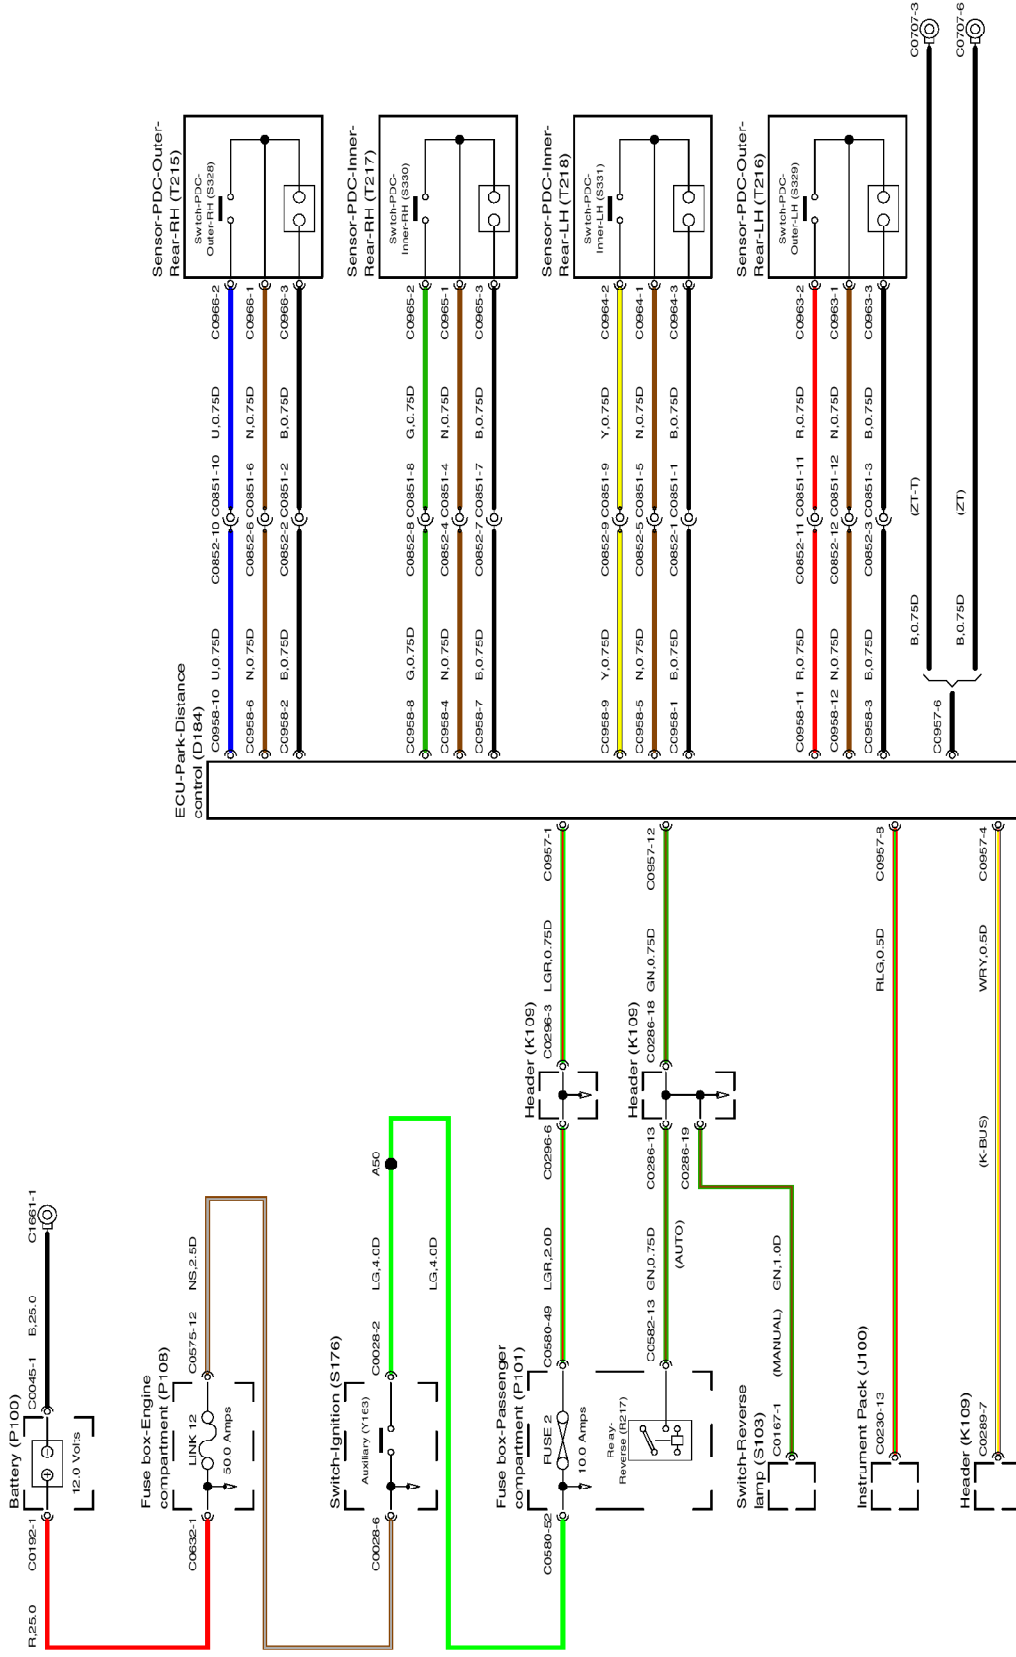 Battery (P100)
12.0 Volts
C0192-1
R,25.0
C0045-1
B,25.0
C1661-1
Fuse box-Engine
compartment (P108)
LINK 12
50.0 Amps
C0632-1
C0575-12
NS,2.5D
Switch-Ignition (S176)
Auxiliary (Y163)
C0028-6
C0028-2
LG,4.0D
A50
LG,4.0D
Fuse box-Passenger
compartment (P101)
FUSE 2
10.0 Amps
Relay-
Reverse (R217)
C0580-52
C0580-49
LGR,2.0D
C0296-6
Header (K109)
C0296-3
LGR,0.75D
C0957-1
C0582-13
GN,0.75D
(AUTO)
C0286-13
C0286-19
Header (K109)
C0286-18
GN,0.75D
C0957-12
Switch-Reverse
lamp (S103)
C0167-1
(MANUAL)
GN,1.0D
Instrument Pack (J100)
C0230-13
RLG,0.5D
C0957-8
Header (K109)
C0289-7
(K-BUS)
WRY,0.5D
C0957-4
ECU-Park-Distance
control (D184)
C0958-10
U,0.75D
C0852-10
C0851-10
U,0.75D
C0966-2
C0958-6
N,0.75D
C0852-6
C0851-6
N,0.75D
C0966-1
C0958-2
B,0.75D
C0852-2
C0851-2
B,0.75D
C0966-3
Sensor-PDC-Outer-
Rear-RH (T215)
Switch-PDC-
Outer-RH (S328)
C0958-8
G,0.75D
C0852-8
C0851-8
G,0.75D
C0965-2
C0958-4
N,0.75D
C0852-4
C0851-4
N,0.75D
C0965-1
C0958-7
B,0.75D
C0852-7
C0851-7
B,0.75D
C0965-3
Sensor-PDC-Inner-
Rear-RH (T217)
Switch-PDC-
Inner-RH (S330)
C0958-9
Y,0.75D
C0852-9
C0851-9
Y,0.75D
C0964-2
C0958-5
N,0.75D
C0852-5
C0851-5
N,0.75D
C0964-1
C0958-1
B,0.75D
C0852-1
C0851-1
B,0.75D
C0964-3
Sensor-PDC-Inner-
Rear-LH (T218)
Switch-PDC-
Inner-LH (S331)
C0958-11
R,0.75D
C0852-11
C0851-11
R,0.75D
C0963-2
C0958-12
N,0.75D
C0852-12
C0851-12
N,0.75D
C0963-1
C0958-3
B,0.75D
C0852-3
C0851-3
B,0.75D
C0963-3
Sensor-PDC-Outer-
Rear-LH (T216)
Switch-PDC-
Outer-LH (S329)
C0957-6
B,0.75D
(ZT-T)
C0707-3
B,0.75D
(ZT)
C0707-6